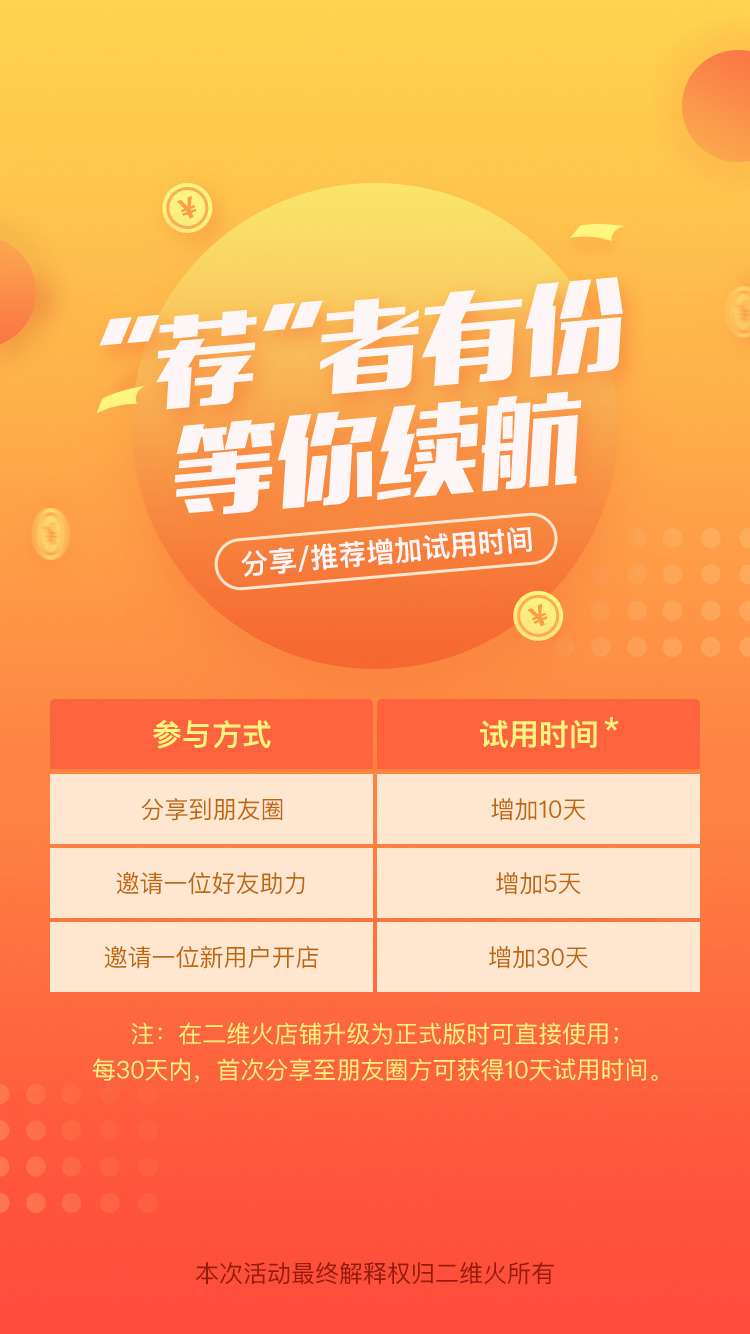 “荐”者有份
等你续航
分享/推荐增加试用时间
参与方式 试用时间*
分享到朋友圈 增加10天
邀请一位好友助力 增加5天
邀请一位新用户开店 增加30天
注：在二维火店铺升级为正式版时可直接使用；
每30天内，首次分享至朋友圈方可获得10天试用时间。
本次活动最终解释权归二维火所有